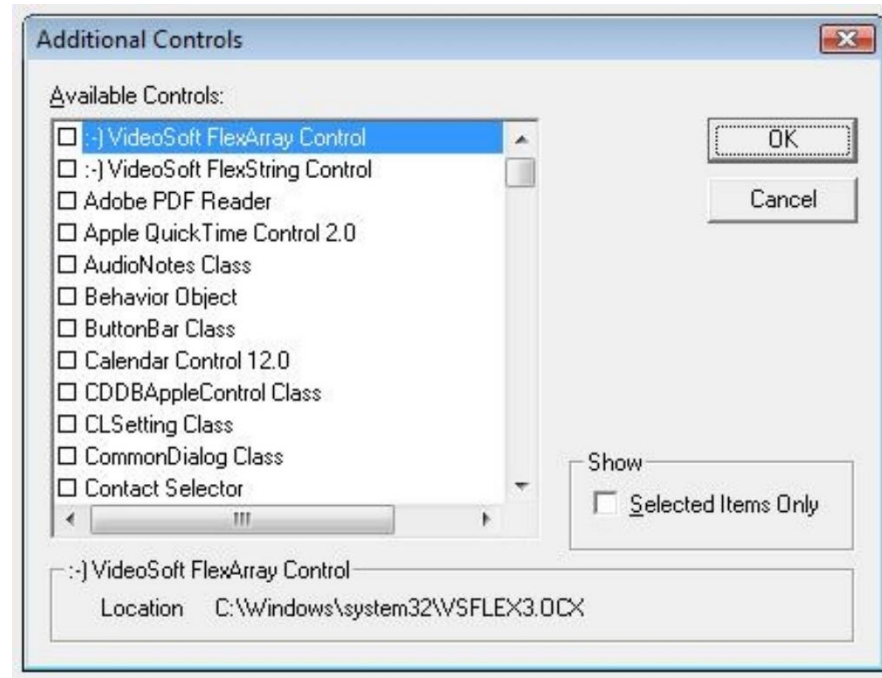 Additional Controls
Available Controls:
:-) VideoSoft FlexArray Control
:-) VideoSoft FlexString Control
Adobe PDF Reader
Apple QuickTime Control 2.0
AudioNotes Class
Behavior Object
ButtonBar Class
Calendar Control 12.0
CDDBAppleControl Class
CLSetting Class
CommonDialog Class
Contact Selector
OK
Cancel
Show
Selected Items Only
:-) VideoSoft FlexArray Control
Location C:\Windows\system32\VSFLEX3.OCX